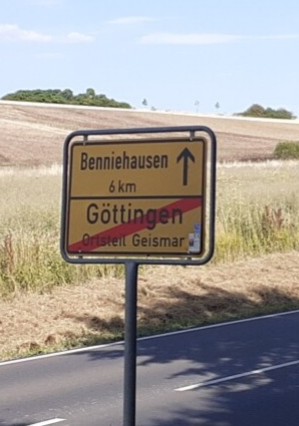 Benniehausen
6 km
Göttingen
Ortsteil Geismar